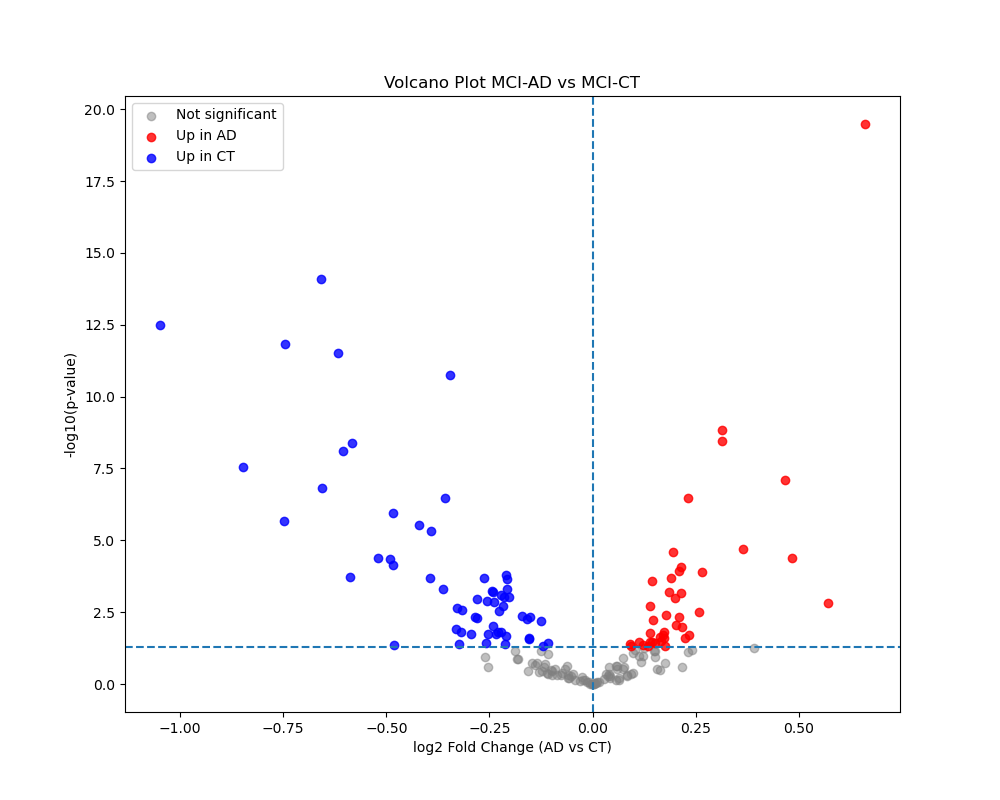 Volcano Plot MCI-AD vs MCI-CT
Not significant
Up in AD
Up in CT
-log10(p-value)
20.0
17.5
15.0
12.5
10.0
7.5
5.0
2.5
0.0
−1.00 −0.75 −0.50 −0.25 0.00 0.25 0.50
log2 Fold Change (AD vs CT)